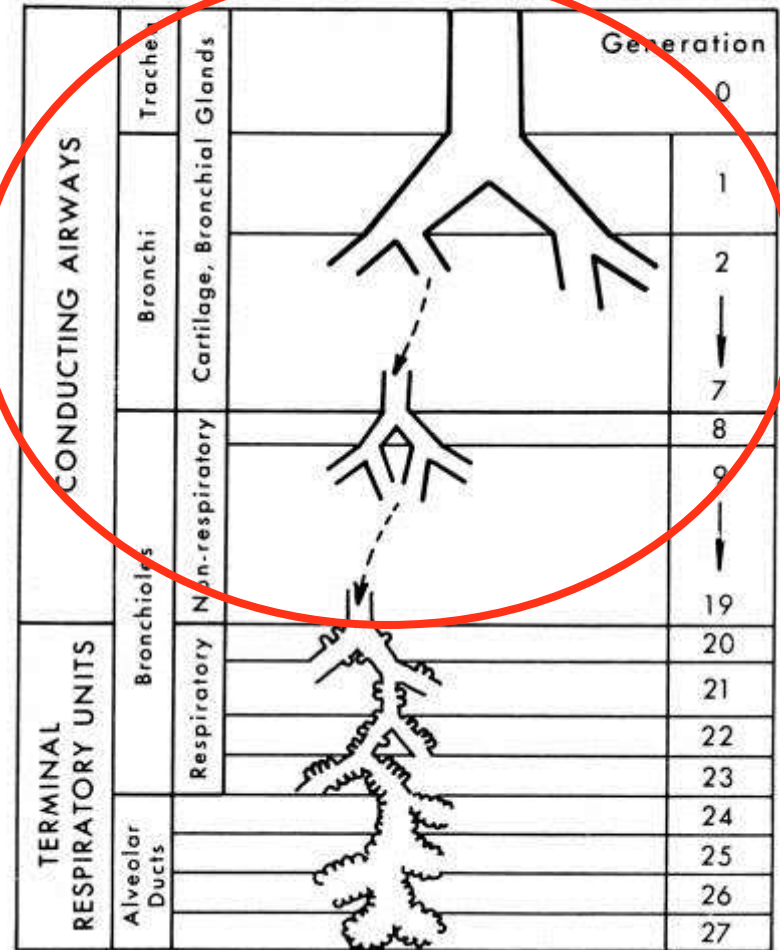 CONDUCTING AIRWAYS
TERMINAL
RESPIRATORY UNITS
Trachea
Bronchi
Bronchioles
Alveolar
Ducts
Cartilage, Bronchial Glands
Non-respiratory
Respiratory
Generation
0
1
2
7
8
9
19
20
21
22
23
24
25
26
27